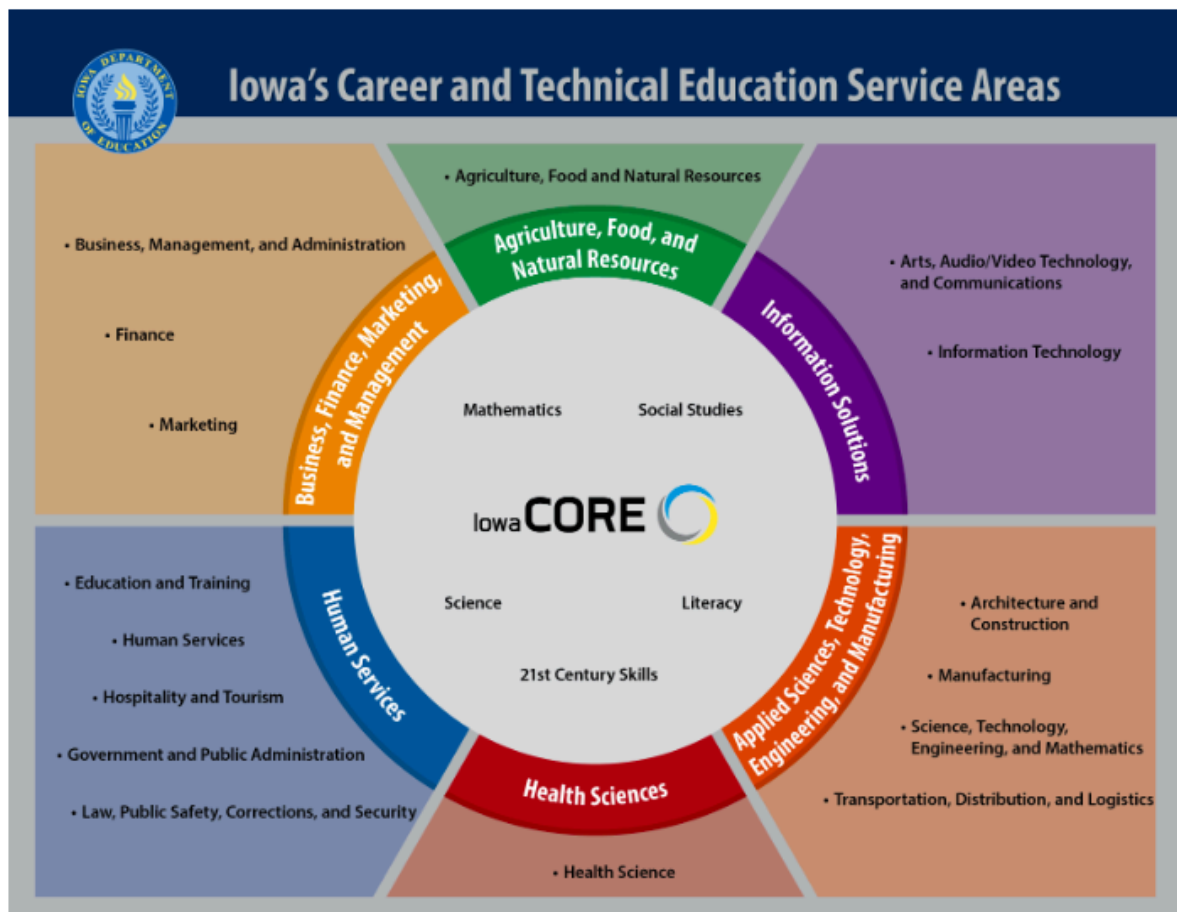 IOWA DEPARTMENT
OF EDUCATION
Iowa's Career and Technical Education Service Areas
• Agriculture, Food and Natural Resources
Agriculture, Food, and
Natural Resources
• Business, Management, and Administration
• Finance
• Marketing
Business, Finance, Marketing,
and Management
• Arts, Audio/Video Technology,
and Communications
• Information Technology
Information Solutions
Mathematics
Social Studies
Iowa CORE
Science
Literacy
21st Century Skills
• Education and Training
• Human Services
• Hospitality and Tourism
• Government and Public Administration
• Law, Public Safety, Corrections, and Security
Human Services
• Architecture and
Construction
• Manufacturing
• Science, Technology,
Engineering, and Mathematics
• Transportation, Distribution, and Logistics
Applied Sciences, Technology,
Engineering, and Manufacturing
Health Sciences
• Health Science